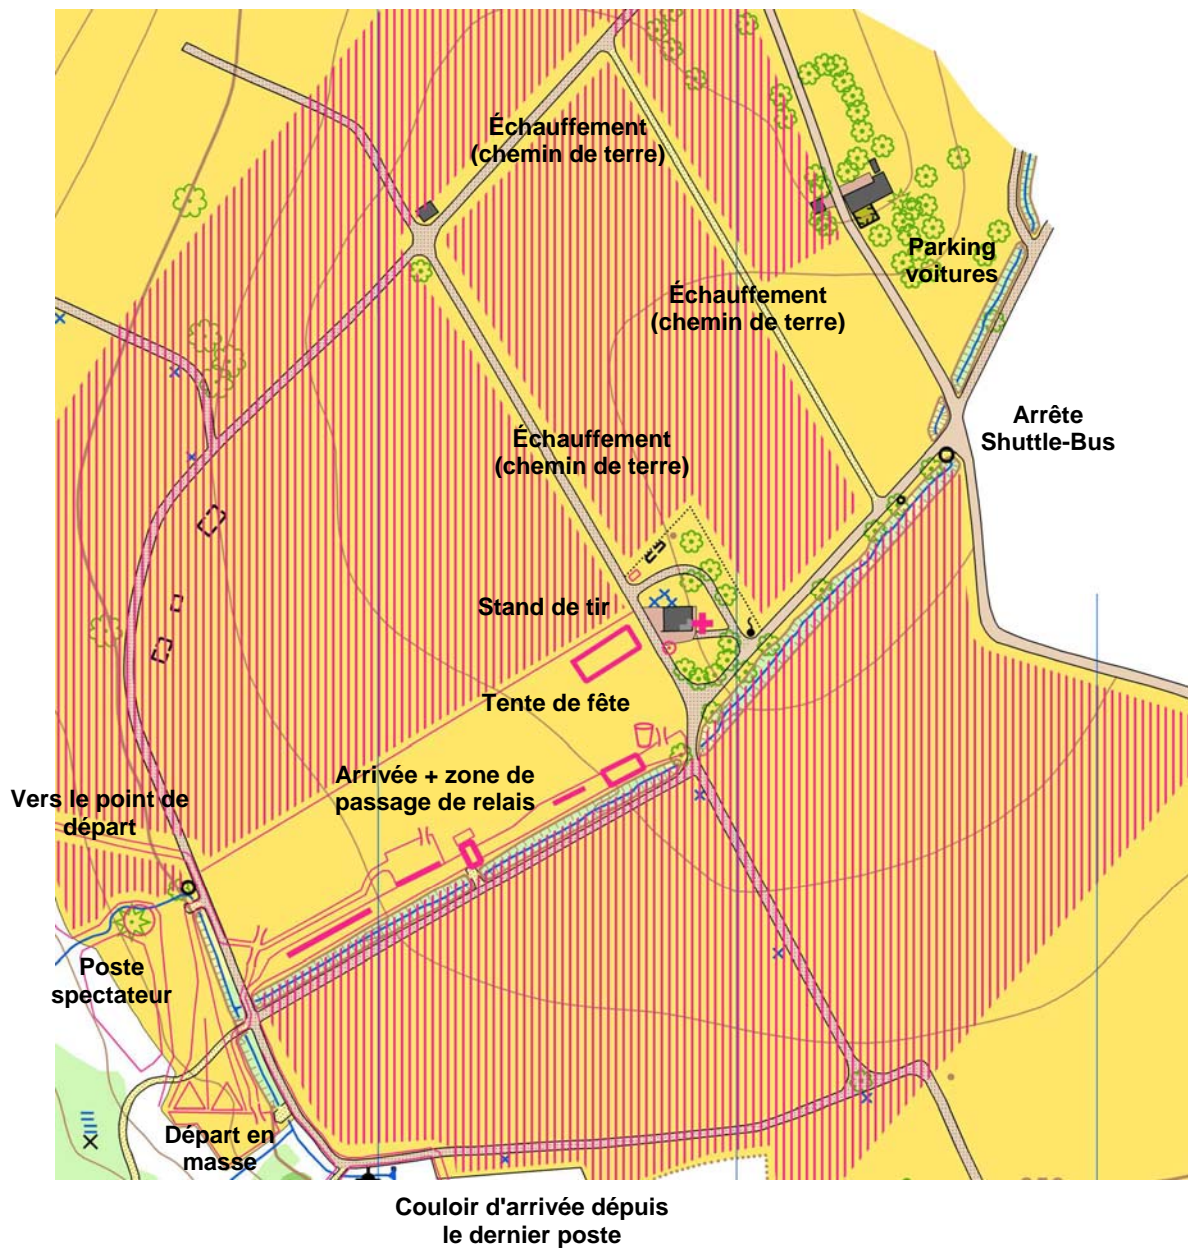 Échauffement
(chemin de terre)
Parking
voitures
Échauffement
(chemin de terre)
Arrête
Shuttle-Bus
Échauffement
(chemin de terre)
Stand de tir
Tente de fête
Arrivée + zone de
passage de relais
Vers le point de
départ
Poste
spectateur
Départ en
masse
Couloir d'arrivée dépuis
le dernier poste